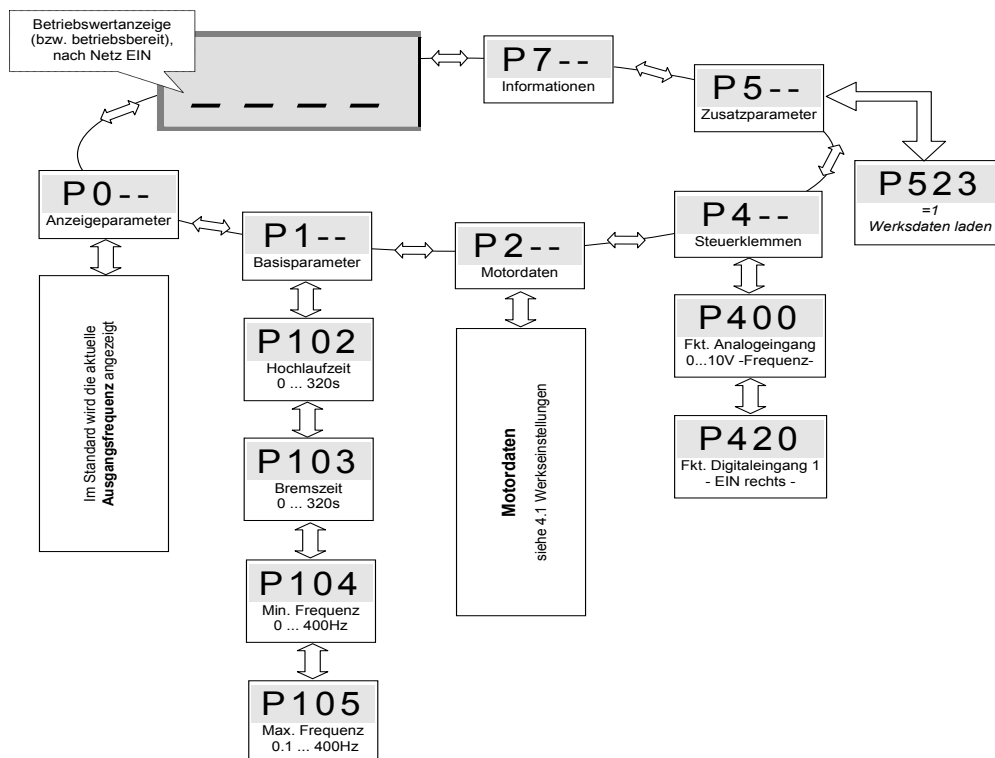 Betriebswertanzeige
(bzw. betriebsbereit),
nach Netz EIN
_ _ _ _
P7--
Informationen
P5--
Zusatzparameter
P523
=1
Werksdaten laden
P0--
Anzeigeparameter
P1--
Basisparameter
P2--
Motordaten
P4--
Steuerklemmen
Im Standard wird die aktuelle
Ausgangsfrequenz angezeigt
P102
Hochlaufzeit
0 ... 320s
P103
Bremszeit
0 ... 320s
P104
Min. Frequenz
0 ... 400Hz
P105
Max. Frequenz
0.1 ... 400Hz
Motordaten
siehe 4.1 Werkseinstellungen
P400
Fkt. Analogeingang
0...10V -Frequenz-
P420
Fkt. Digitaleingang 1
- EIN rechts -